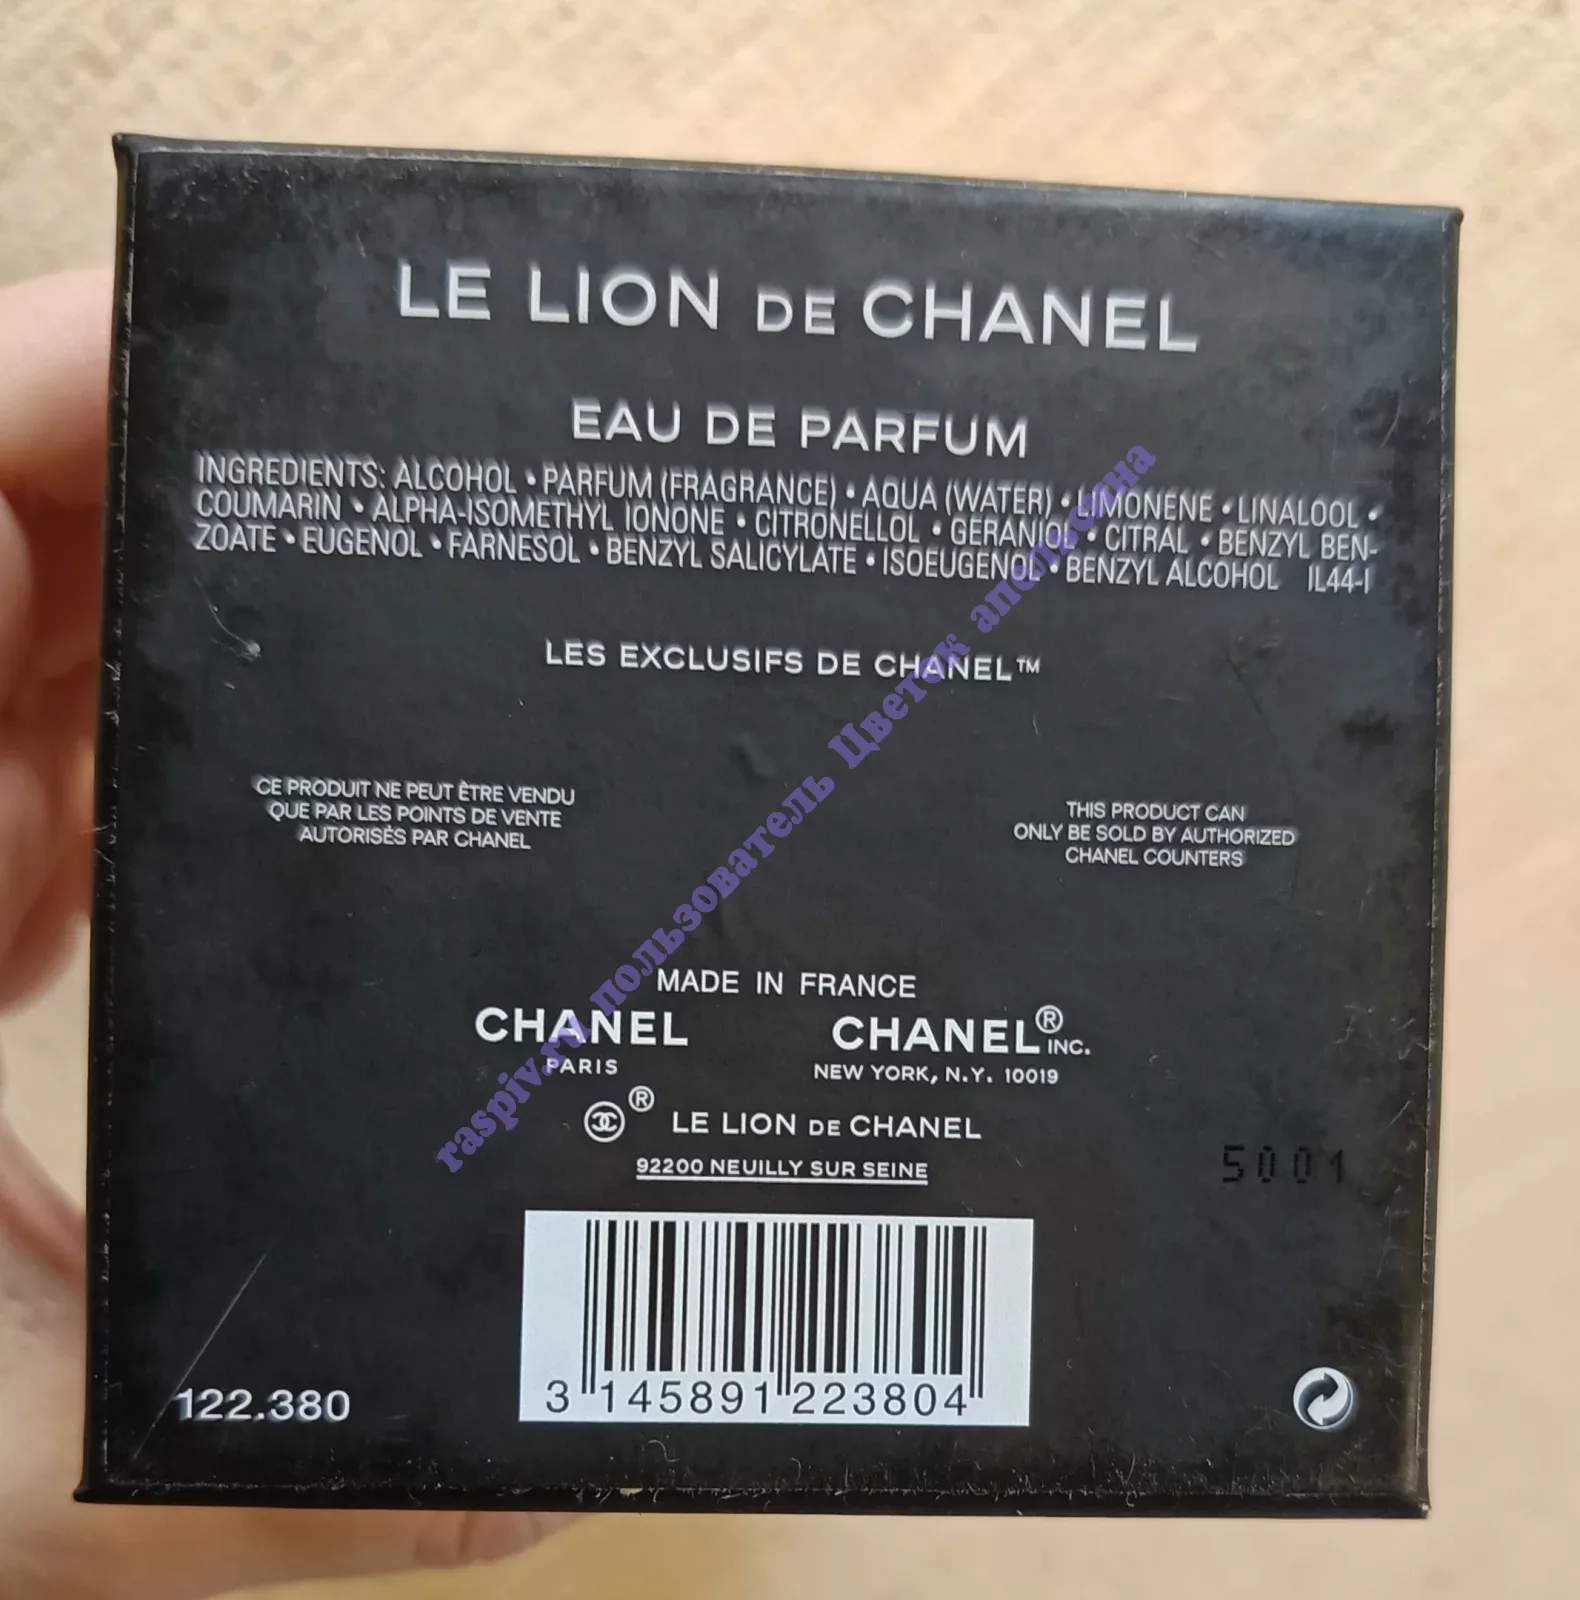 LE LION DE CHANEL
EAU DE PARFUM
INGREDIENTS: ALCOHOL • PARFUM (FRAGRANCE) • AQUA (WATER) • LIMONENE • LINALOOL •
COUMARIN • ALPHA-ISOMETHYL IONONE • CITRONELLOL • GERANIOL • CITRAL • BENZYL BEN-
ZOATE • EUGENOL • FARNESOL • BENZYL SALICYLATE • ISOEUGENOL • BENZYL ALCOHOL IL44-I
LES EXCLUSIFS DE CHANEL™
CE PRODUIT NE PEUT ÊTRE VENDU
QUE PAR LES POINTS DE VENTE
AUTORISÉS PAR CHANEL
THIS PRODUCT CAN
ONLY BE SOLD BY AUTHORIZED
CHANEL COUNTERS
MADE IN FRANCE
CHANEL
PARIS
CHANEL® INC.
NEW YORK, N.Y. 10019
® LE LION DE CHANEL
92200 NEUILLY SUR SEINE
5001
122.380
3 145891 223804
raspiv.ru пользователь Цветок апельсина